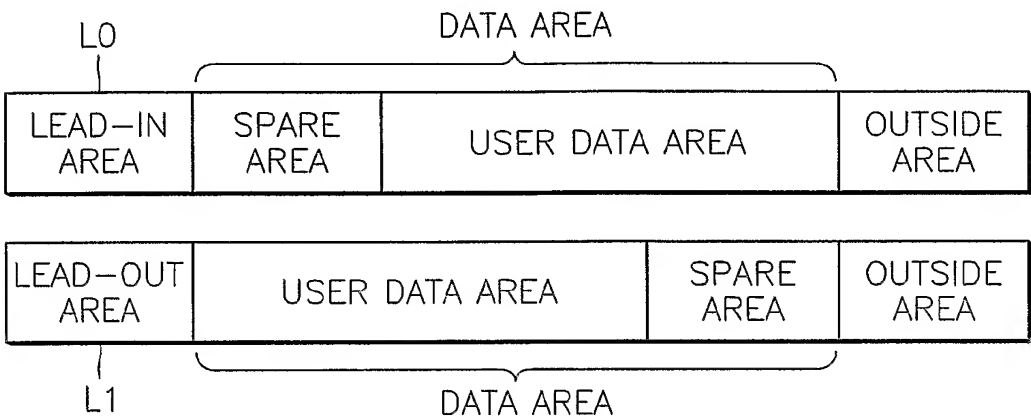 DATA AREA
L0
LEAD-IN
AREA
SPARE
AREA
USER DATA AREA
OUTSIDE
AREA
LEAD-OUT
AREA
USER DATA AREA
SPARE
AREA
OUTSIDE
AREA
L1
DATA AREA